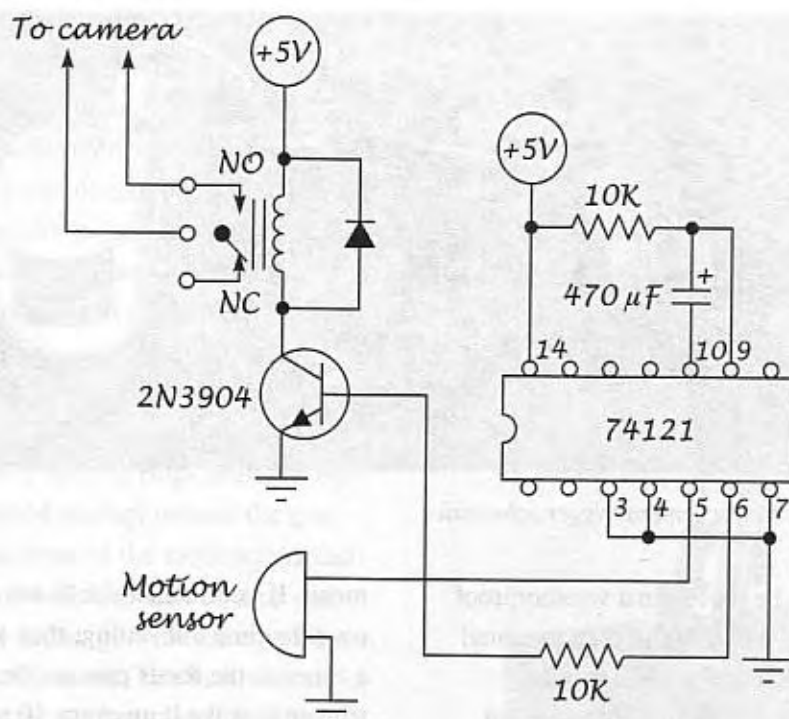 To camera
+5V
NO
NC
2N3904
Motion
sensor
+5V
10K
470 µF
+
14
10 9
74121
3 4 5 6 7
10K